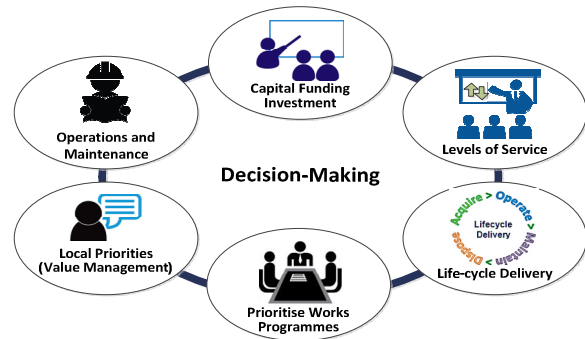 Capital Funding
Investment
Operations and
Maintenance
Levels of Service
Decision-Making
Local Priorities
(Value Management)
Acquire > Operate > Maintain > Dispose
Lifecycle
Delivery
Life-cycle Delivery
Prioritise Works
Programmes